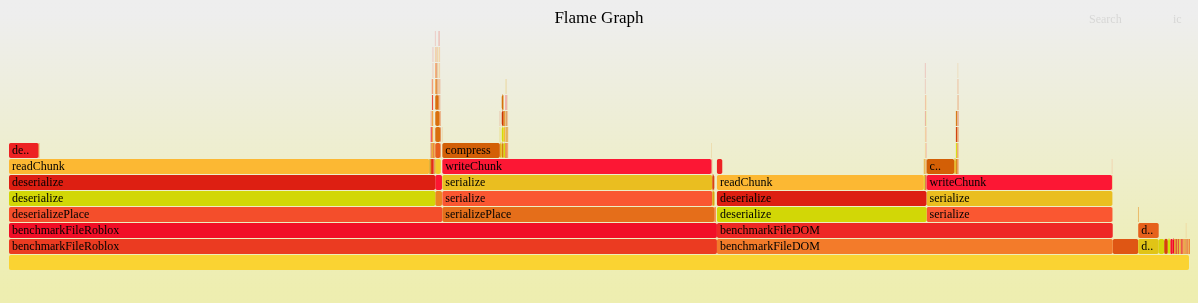 Flame Graph
Search ic
de.. compress
readChunk writeChunk c..
deserialize serialize readChunk writeChunk
deserialize serialize deserialize serialize
deserializePlace serializePlace deserialize serialize
benchmarkFileRoblox benchmarkFileDOM d..
benchmarkFileRoblox benchmarkFileDOM d..